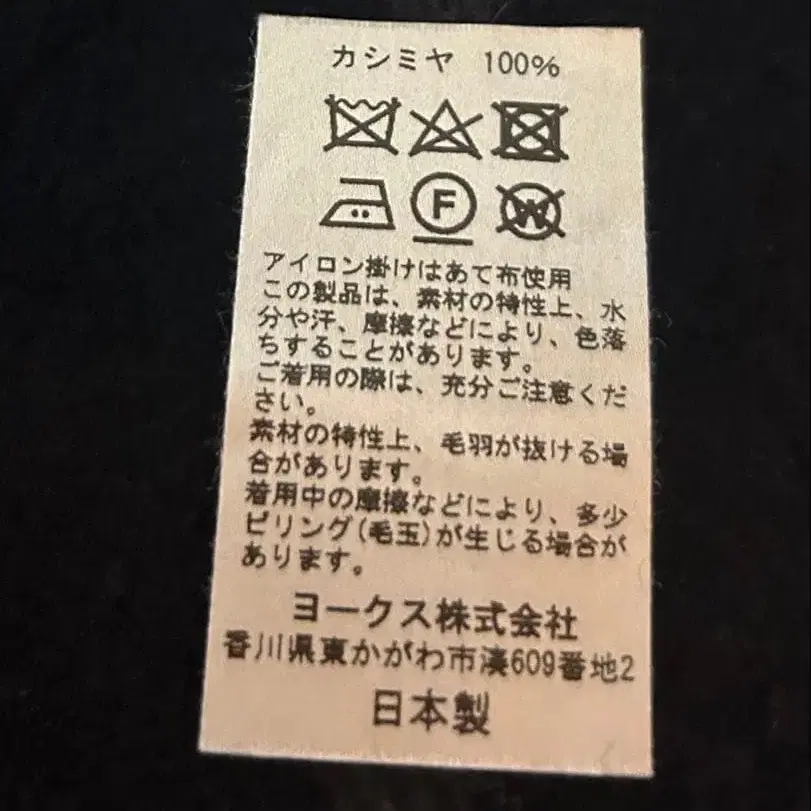 カシミヤ 100%
F
W
アイロン掛けはあて布使用
この製品は、素材の特性上、水
分や汗、摩擦などにより、色落
ちすることがあります。
ご着用の際は、充分ご注意くだ
さい。
素材の特性上、毛羽が抜ける場
合があります。
着用中の摩擦などにより、多少
ピリング(毛玉)が生じる場合が
あります。
ヨークス株式会社
香川県東かがわ市湊609番地2
日本製